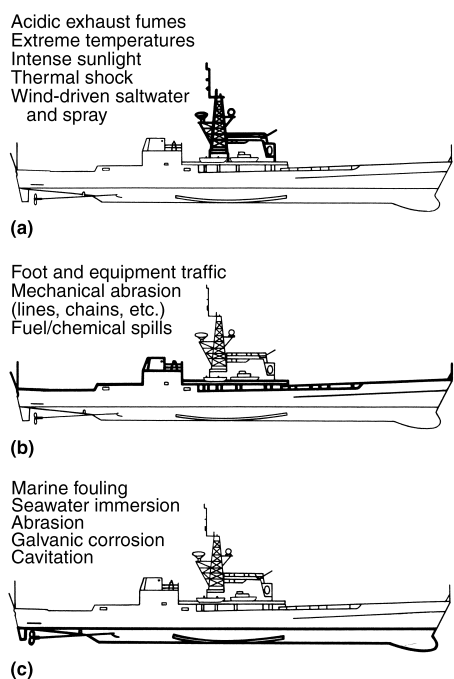 Acidic exhaust fumes
Extreme temperatures
Intense sunlight
Thermal shock
Wind-driven saltwater
and spray
(a)
Foot and equipment traffic
Mechanical abrasion
(lines, chains, etc.)
Fuel/chemical spills
(b)
Marine fouling
Seawater immersion
Abrasion
Galvanic corrosion
Cavitation
(c)